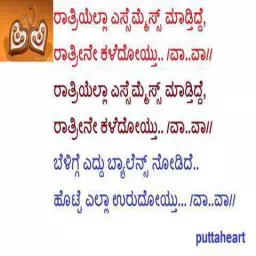 ರಾತ್ರಿಯೆಲ್ಲಾ ಎಸ್ಸೆಮ್ಮೆಸ್ಸ್ ಮಾಡ್ತಿದ್ದೆ,
ರಾತ್ರೀನೇ ಕಳೆದೋಯ್ತು.. /ವಾ..ವಾ//
ರಾತ್ರಿಯೆಲ್ಲಾ ಎಸ್ಸೆಮ್ಮೆಸ್ಸ್ ಮಾಡ್ತಿದ್ದೆ,
ರಾತ್ರೀನೇ ಕಳೆದೋಯ್ತು.. /ವಾ..ವಾ//
ಬೆಳಿಗ್ಗೆ ಎದ್ದು ಬ್ಯಾಲೆನ್ಸ್ ನೋಡಿದೆ..
ಹೊಟ್ಟೆ ಎಲ್ಲಾ ಉರುದೋಯ್ತು... /ವಾ..ವಾ//
puttaheart